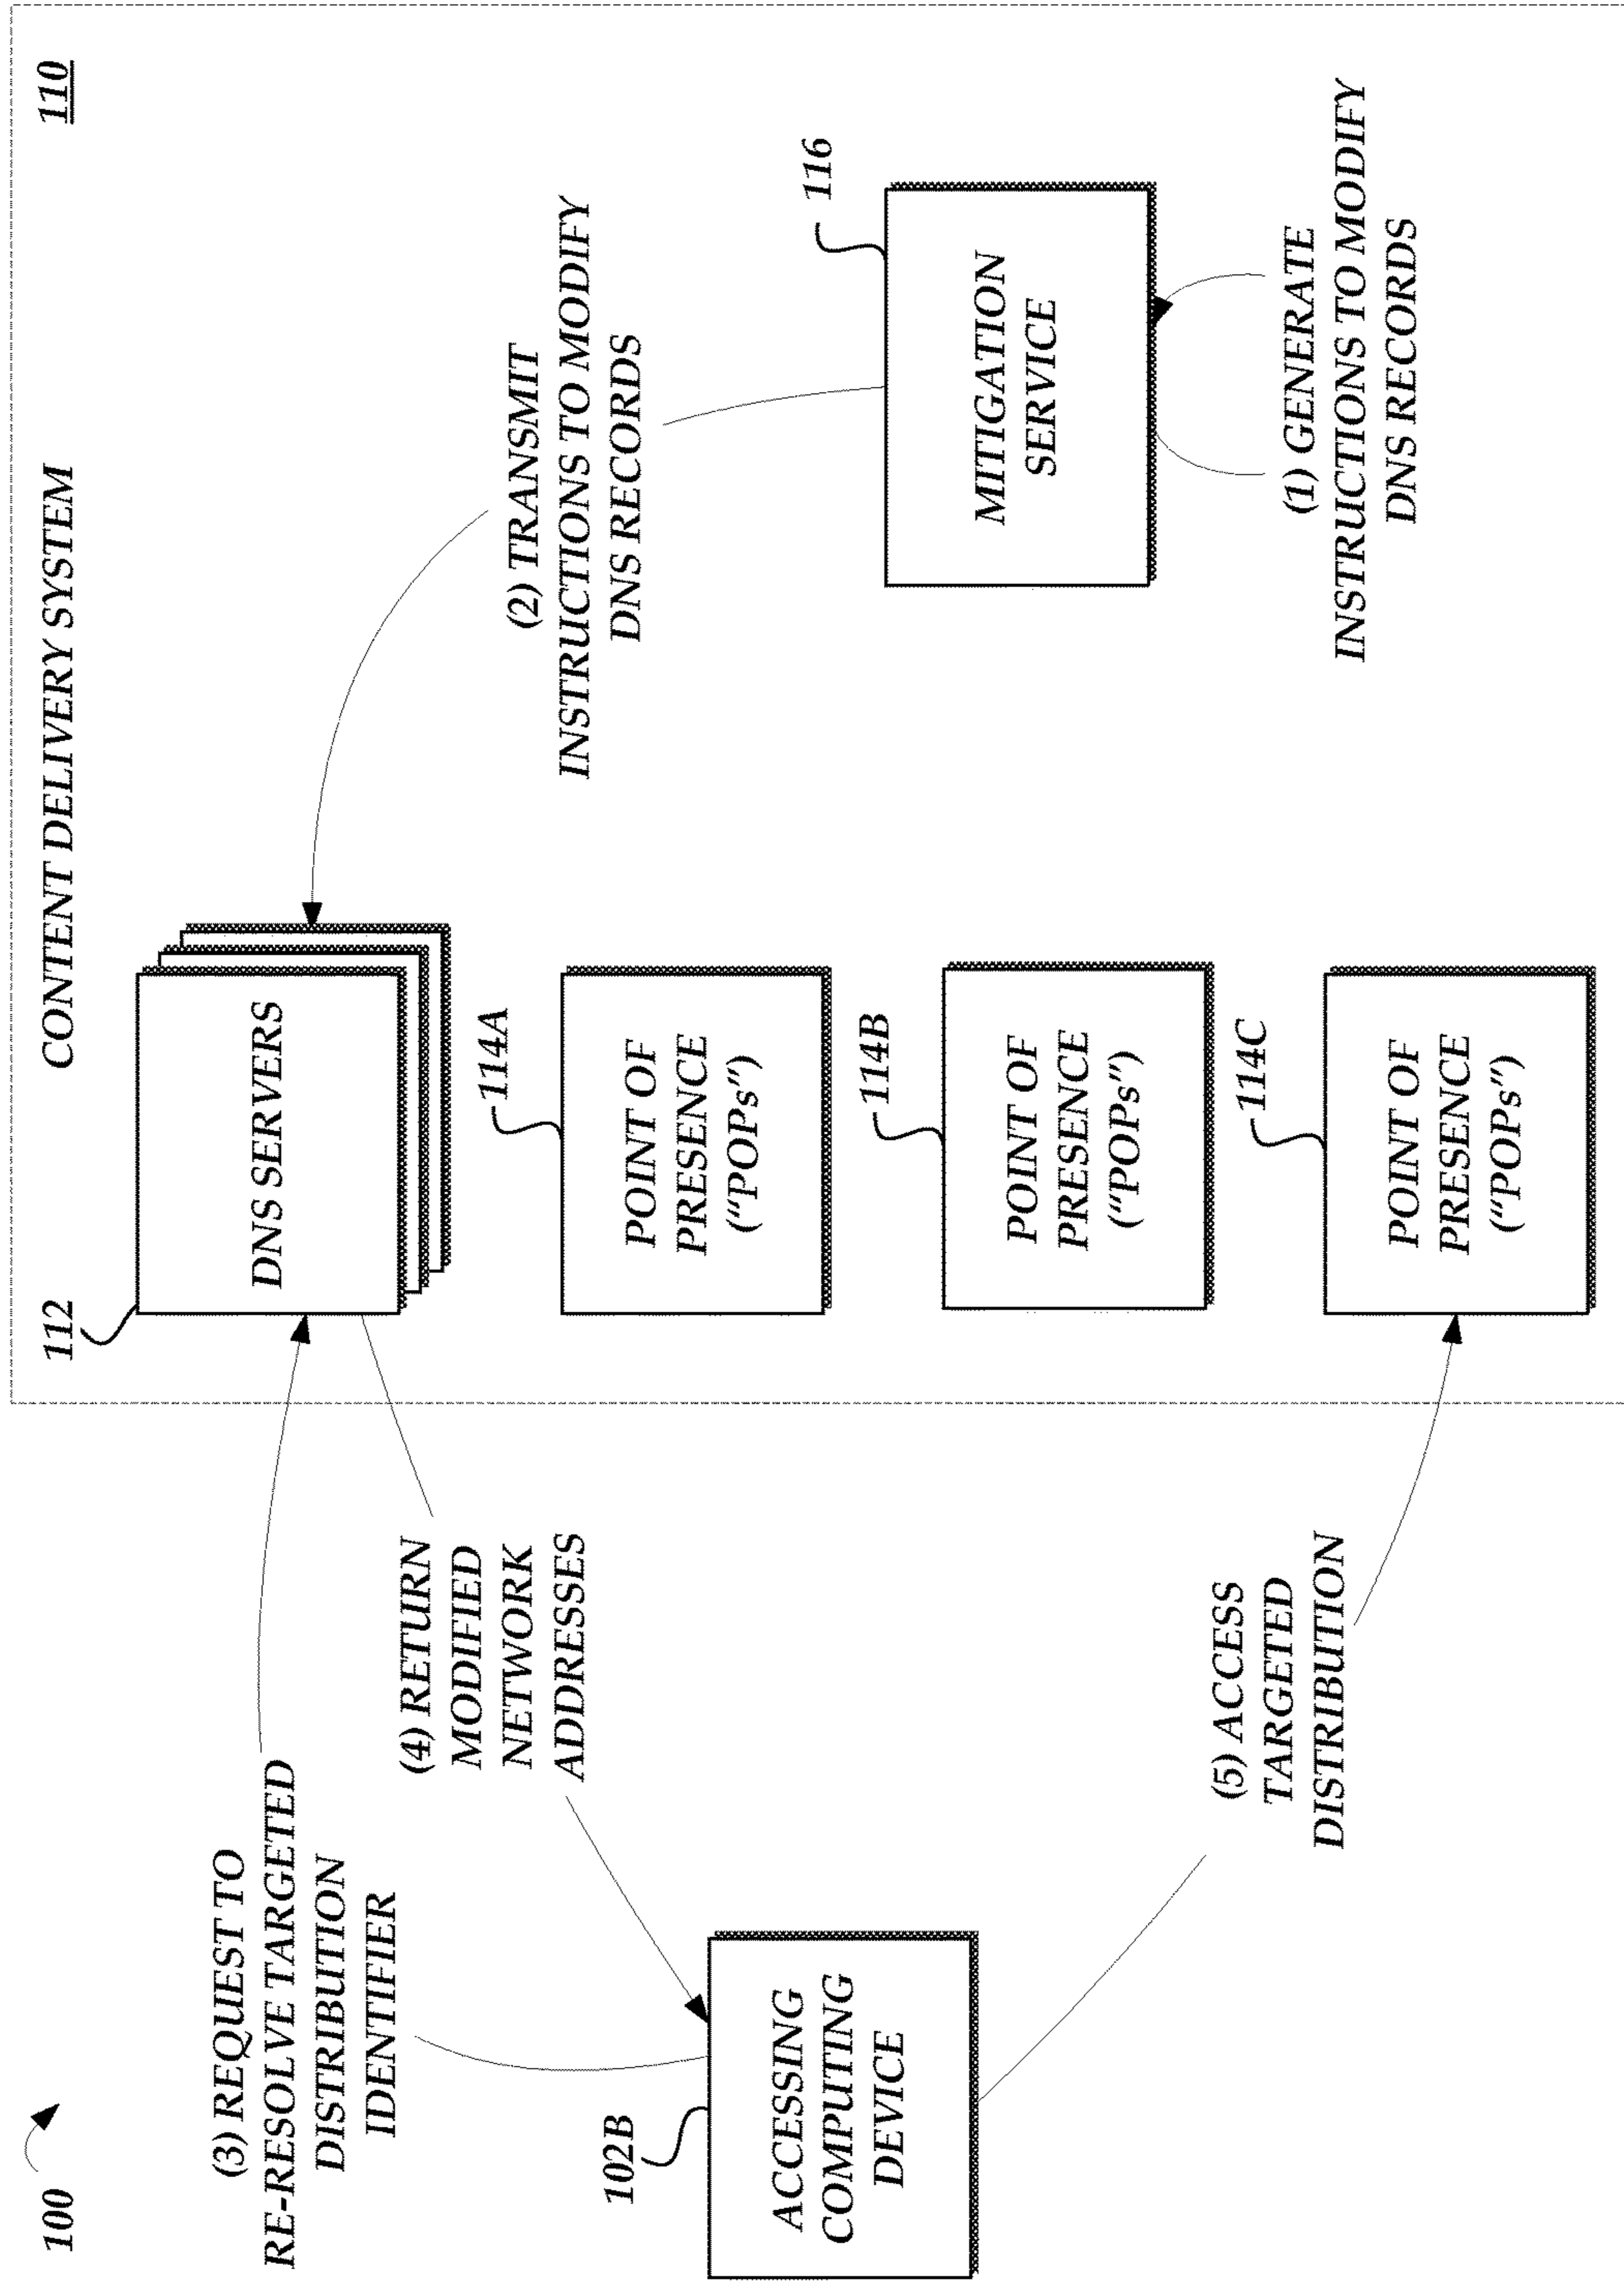 100
CONTENT DELIVERY SYSTEM
110
112
DNS SERVERS
(3) REQUEST TO
RE-RESOLVE TARGETED
DISTRIBUTION
IDENTIFIER
(4) RETURN
MODIFIED
NETWORK
ADDRESSES
(2) TRANSMIT
INSTRUCTIONS TO MODIFY
DNS RECORDS
114A
POINT OF
PRESENCE
("POPs")
102B
ACCESSING
COMPUTING
DEVICE
116
MITIGATION
SERVICE
114B
POINT OF
PRESENCE
("POPs")
(5) ACCESS
TARGETED
DISTRIBUTION
114C
POINT OF
PRESENCE
("POPs")
(1) GENERATE
INSTRUCTIONS TO MODIFY
DNS RECORDS